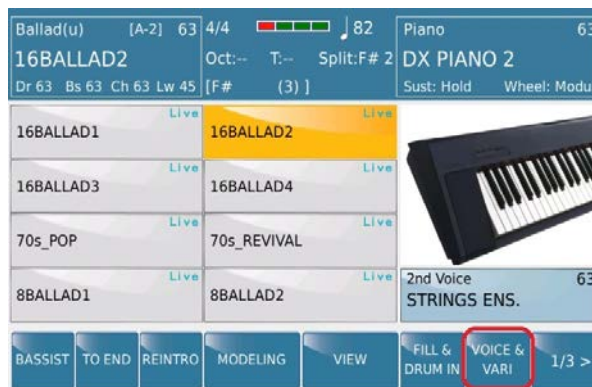 Ballad(u) [A-2] 63
16BALLAD2
Dr 63 Bs 63 Ch 63 Lw 45
4/4 82
Oct:-- T:-- Split:F# 2
[F# (3) ]
Piano 63
DX PIANO 2
Sust: Hold Wheel: Modu
Live
16BALLAD1
Live
16BALLAD2
Live
16BALLAD3
Live
16BALLAD4
Live
70s_POP
Live
70s_REVIVAL
Live
8BALLAD1
Live
8BALLAD2
2nd Voice 63
STRINGS ENS.
BASSIST
TO END
REINTRO
MODELING
VIEW
FILL &
DRUM IN
VOICE &
VARI
1/3 >